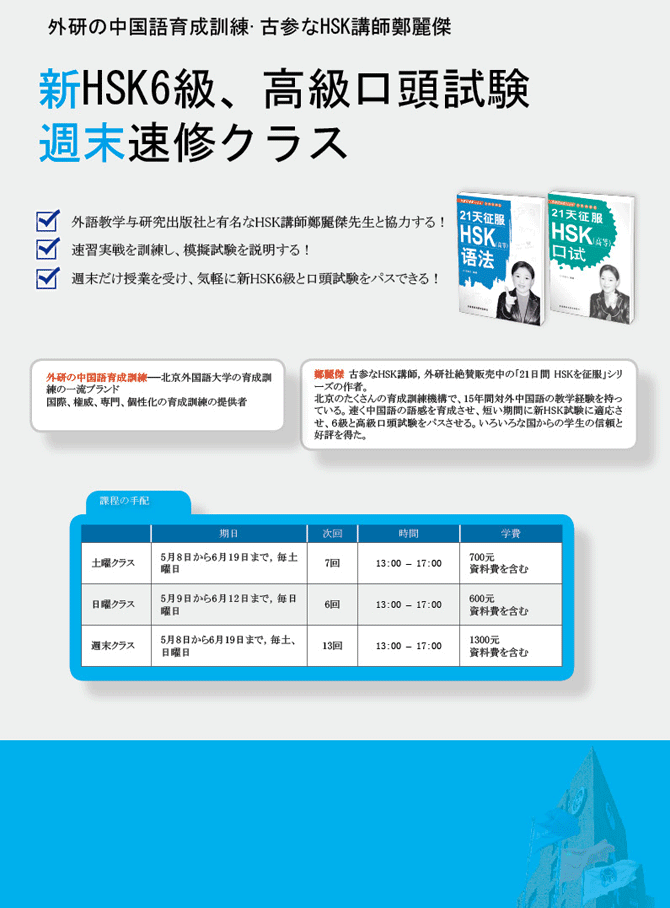 外研の中国語育成訓練·古参なHSK講師鄭麗傑
新HSK6級、高級口頭試験
週末速修クラス
外語教学与研究出版社と有名なHSK講師鄭麗傑先生と協力する！
速習実戦を訓練し、模擬試験を説明する！
週末だけ授業を受け、気軽に新HSK6級と口頭試験をパスできる！
21天征服
HSK(高等)
语法
21天征服
HSK(高等)
口试
外研の中国語育成訓練──北京外国語大学の育成訓
練の一流ブランド
国際、権威、専門、個性化の育成訓練の提供者
鄭麗傑 古参なHSK講師，外研社絶賛販売中の「21日間 HSKを征服」シリ
ーズの作者。
北京のたくさんの育成訓練機構で、15年間対外中国語の教学経験を持っ
ている。速く中国語の語感を育成させ、短い期間に新HSK試験に適応さ
せ、6級と高級口頭試験をパスさせる。いろいろな国からの学生の信頼と
好評を得た。
課程の手配
期日 次回 時間 学費
土曜クラス 5月8日から6月19日まで，毎土曜日 7回 13:00 – 17:00 700元 資料費を含む
日曜クラス 5月9日から6月12日まで，毎日曜日 6回 13:00 – 17:00 600元 資料費を含む
週末クラス 5月8日から6月19日まで，毎土、日曜日 13回 13:00 – 17:00 1300元 資料費を含む